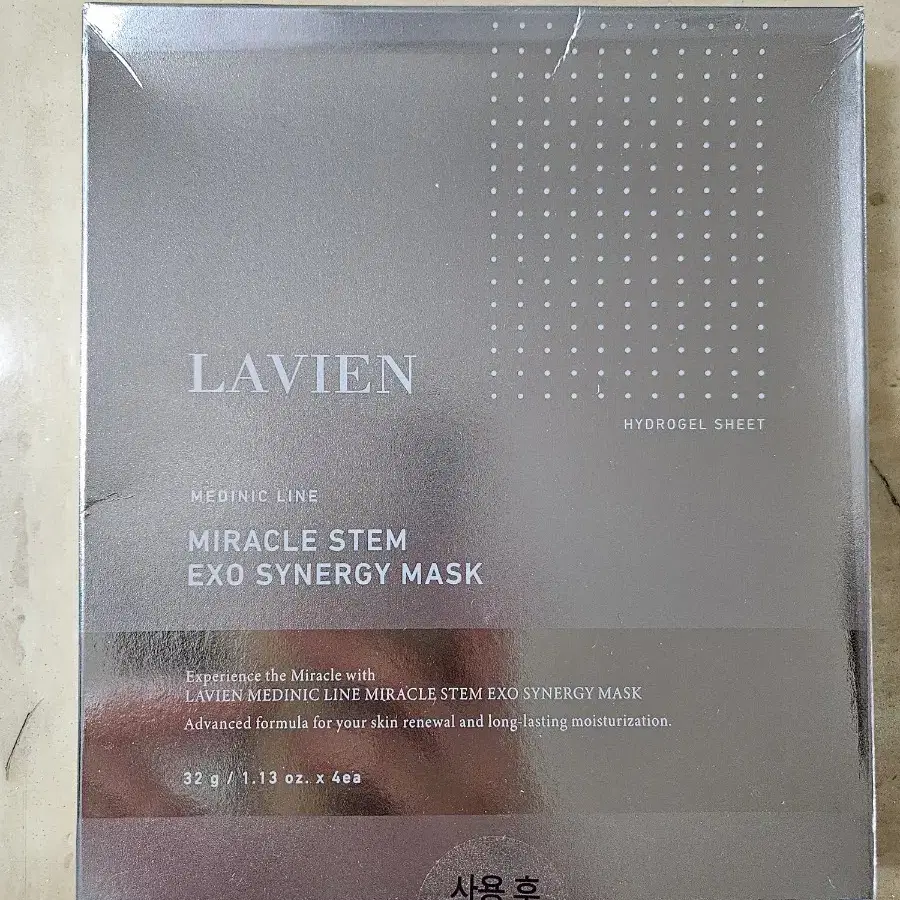 HYDROGEL SHEET
LAVIEN
MEDINIC LINE
MIRACLE STEM
EXO SYNERGY MASK
Experience the Miracle with
LAVIEN MEDINIC LINE MIRACLE STEM EXO SYNERGY MASK
Advanced formula for your skin renewal and long-lasting moisturization.
32 g / 1.13 oz. x 4ea
사용 후